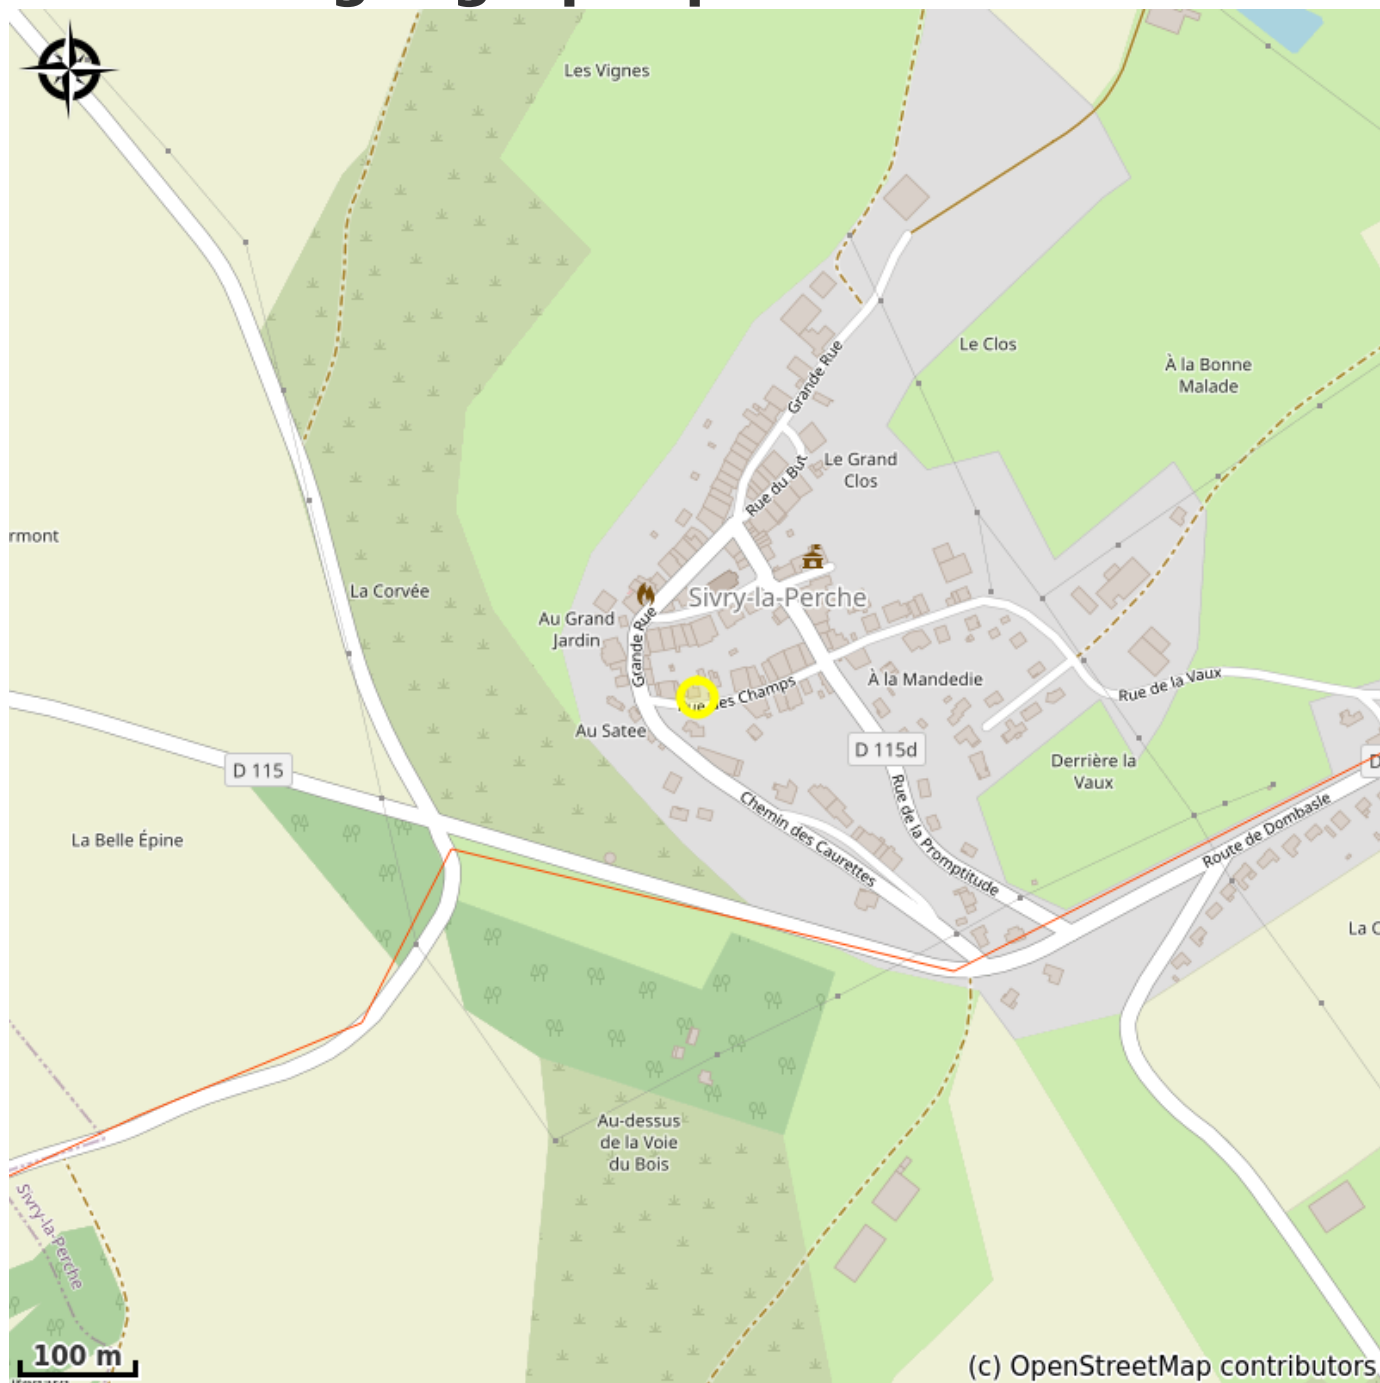 Les Vignes
Le Clos
À la Bonne
Malade
Grande Rue
Le Grand
Clos
Rue du But
rmont
La Corvée
Sivry-la-Perche
Au Grand
Jardin
Grande Rue
À la Mandedie
Rue de la Vaux
Rue des Champs
Au Satee
D 115d
D 115
Derrière la
Vaux
D
Chemin des Caurettes
Rue de la Promptitude
Route de Dombasle
La Belle Épine
La C
Au-dessus
de la Voie
du Bois
Sivry-la-Perche
100 m
(c) OpenStreetMap contributors